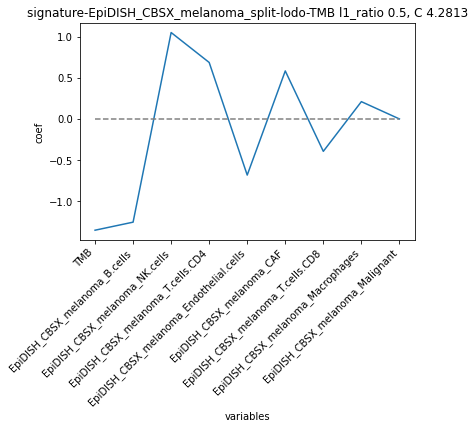 signature-EpiDISH_CBSX_melanoma_split-lodo-TMB l1_ratio 0.5, C 4.2813
1.0
0.5
0.0
−0.5
−1.0
coef
TMB
EpiDISH_CBSX_melanoma_B.cells
EpiDISH_CBSX_melanoma_NK.cells
EpiDISH_CBSX_melanoma_T.cells.CD4
EpiDISH_CBSX_melanoma_Endothelial.cells
EpiDISH_CBSX_melanoma_CAF
EpiDISH_CBSX_melanoma_T.cells.CD8
EpiDISH_CBSX_melanoma_Macrophages
EpiDISH_CBSX_melanoma_Malignant
variables